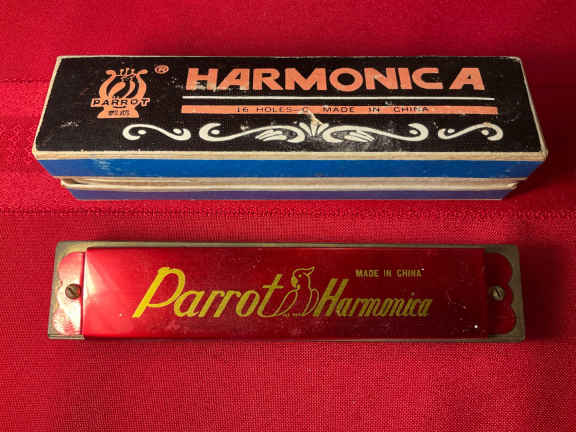 ® HARMONICA
PARROT
16 HOLES-C MADE IN CHINA
MADE IN CHINA
Parrot Harmonica